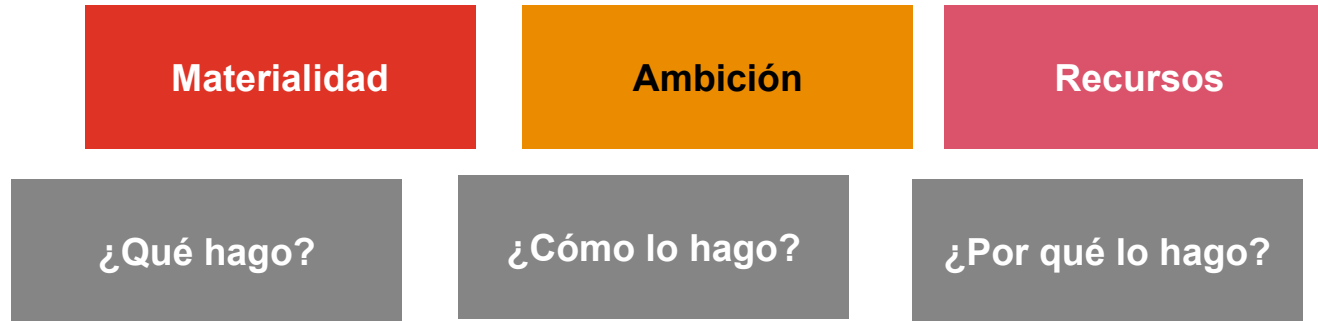 Materialidad
Ambición
Recursos
¿Qué hago?
¿Cómo lo hago?
¿Por qué lo hago?